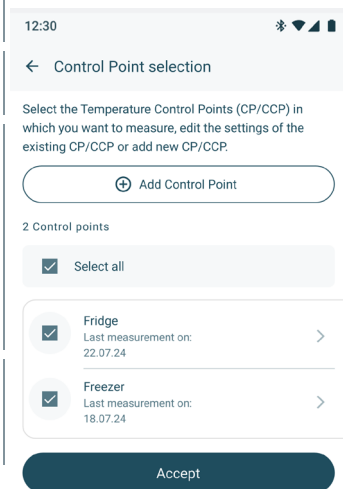 12:30
Control Point selection
Select the Temperature Control Points (CP/CCP) in
which you want to measure, edit the settings of the
existing CP/CCP or add new CP/CCP.
Add Control Point
2 Control points
Select all
Fridge
Last measurement on:
22.07.24
Freezer
Last measurement on:
18.07.24
Accept